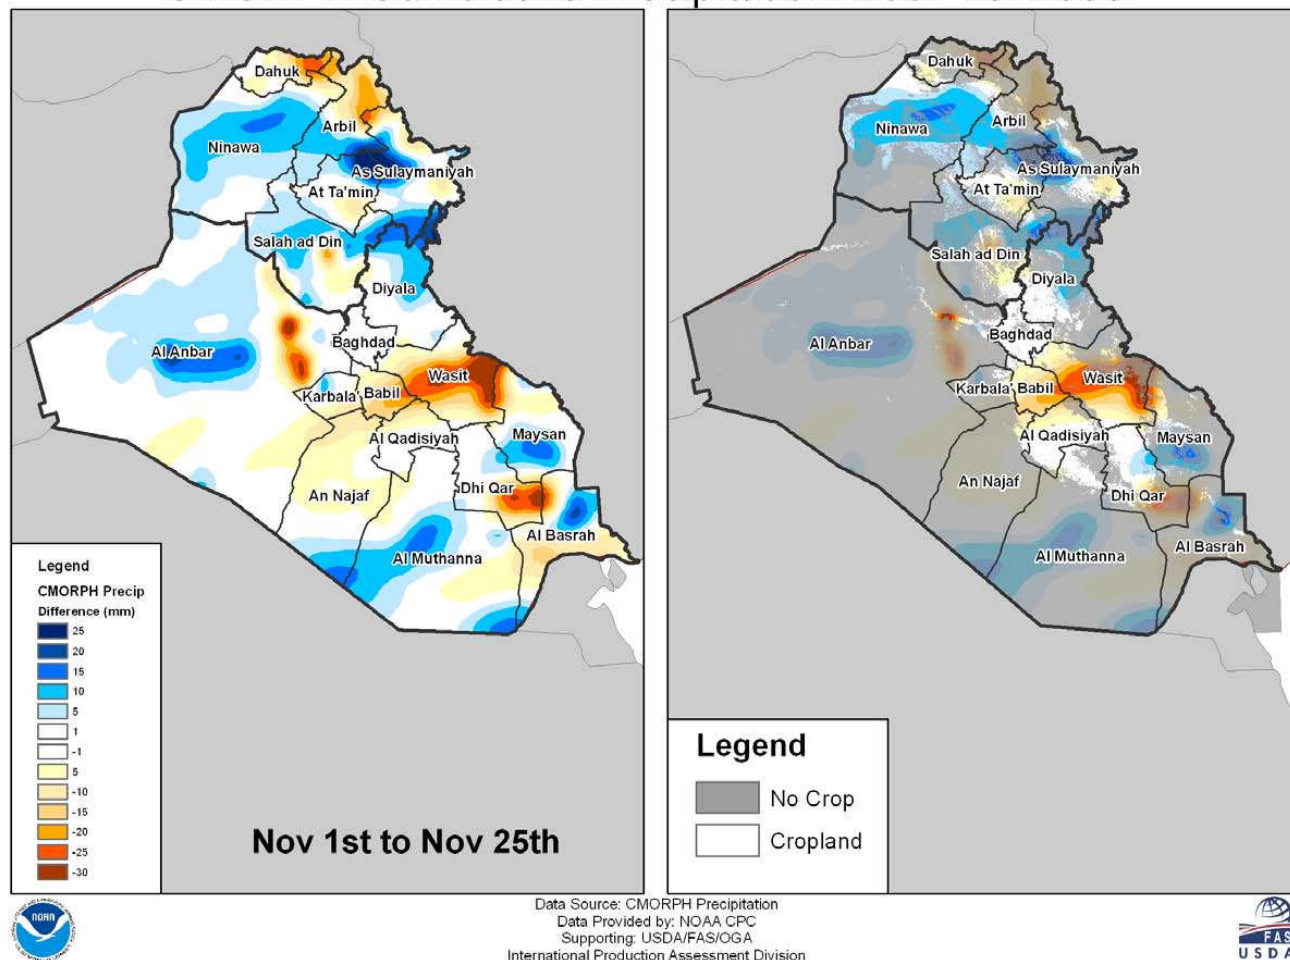 Dahuk
Ninawa
Arbil
As Sulaymaniyah
At Ta'min
Salah ad Din
Diyala
Al Anbar
Baghdad
Karbala'
Babil
Wasit
Al Qadisiyah
Maysan
An Najaf
Dhi Qar
Al Muthanna
Al Basrah
Legend
CMORPH Precip
Difference (mm)
25
20
15
10
5
1
-1
5
-10
-15
-20
-25
-30
Nov 1st to Nov 25th
Dahuk
Ninawa
Arbil
As Sulaymaniyah
At Ta'min
Salah ad Din
Diyala
Al Anbar
Baghdad
Karbala'
Babil
Wasit
Al Qadisiyah
Maysan
An Najaf
Dhi Qar
Al Muthanna
Al Basrah
Legend
No Crop
Cropland
NOAA
Data Source: CMORPH Precipitation
Data Provided by: NOAA CPC
Supporting: USDA/FAS/OGA
International Production Assessment Division
FAS
USDA